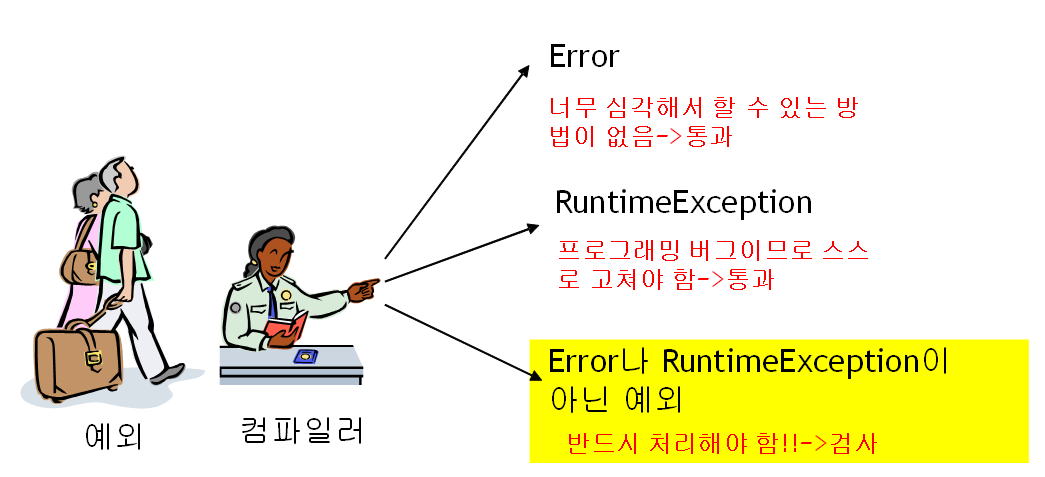 Error
너무 심각해서 할 수 있는 방
법이 없음->통과
RuntimeException
프로그래밍 버그이므로 스스
로 고쳐야 함->통과
Error나 RuntimeException이
아닌 예외
반드시 처리해야 함!!->검사
예외
컴파일러